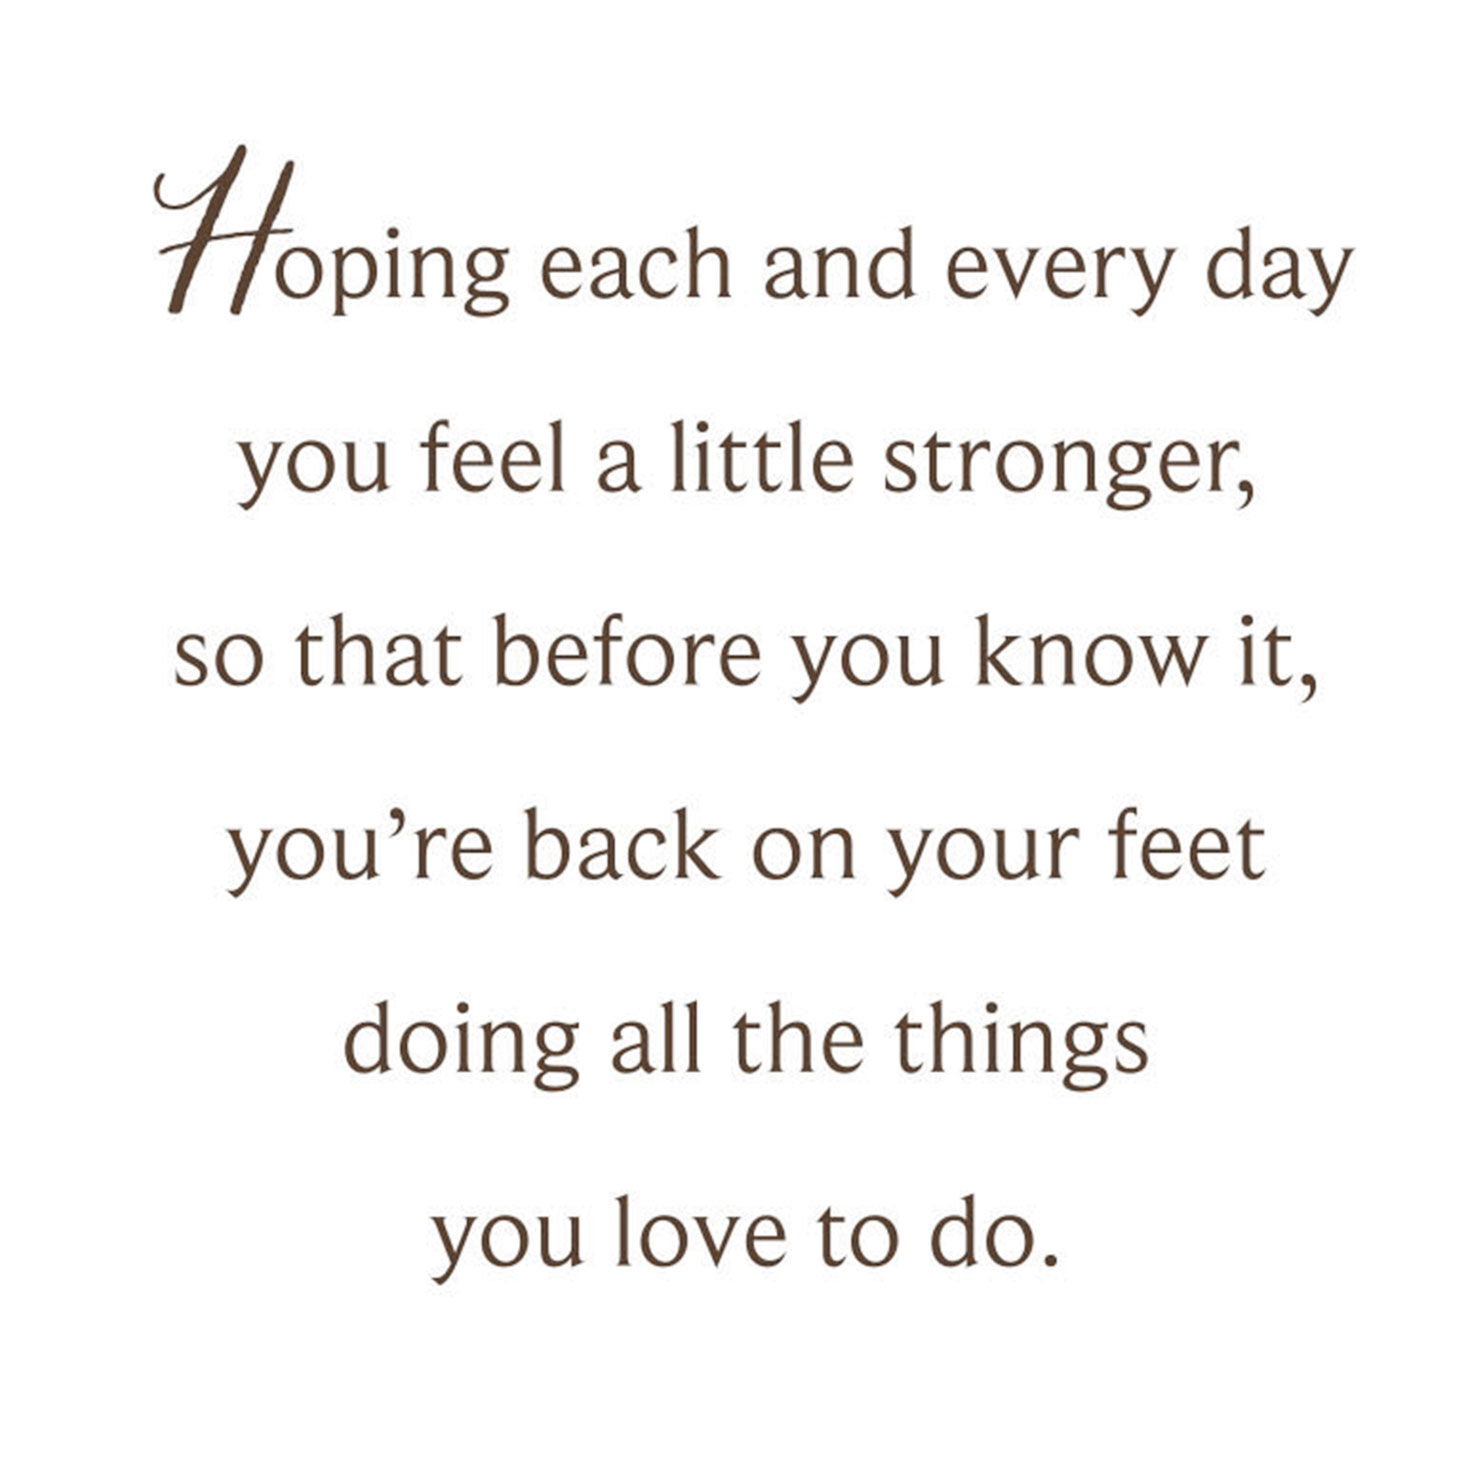 Hoping each and every day
you feel a little stronger,
so that before you know it,
you’re back on your feet
doing all the things
you love to do.